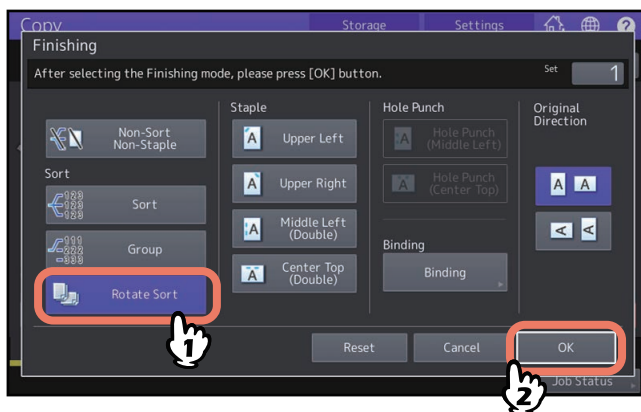 Copy
Storage
Settings
Finishing
After selecting the Finishing mode, please press [OK] button.
Set
1
Non-Sort
Non-Staple
Sort
Sort
Group
Rotate Sort
Staple
Upper Left
Upper Right
Middle Left
(Double)
Center Top
(Double)
Hole Punch
Hole Punch
(Middle Left)
Hole Punch
(Center Top)
Binding
Binding
Original
Direction
A A
A A
Reset
Cancel
OK
Job Status
1
2